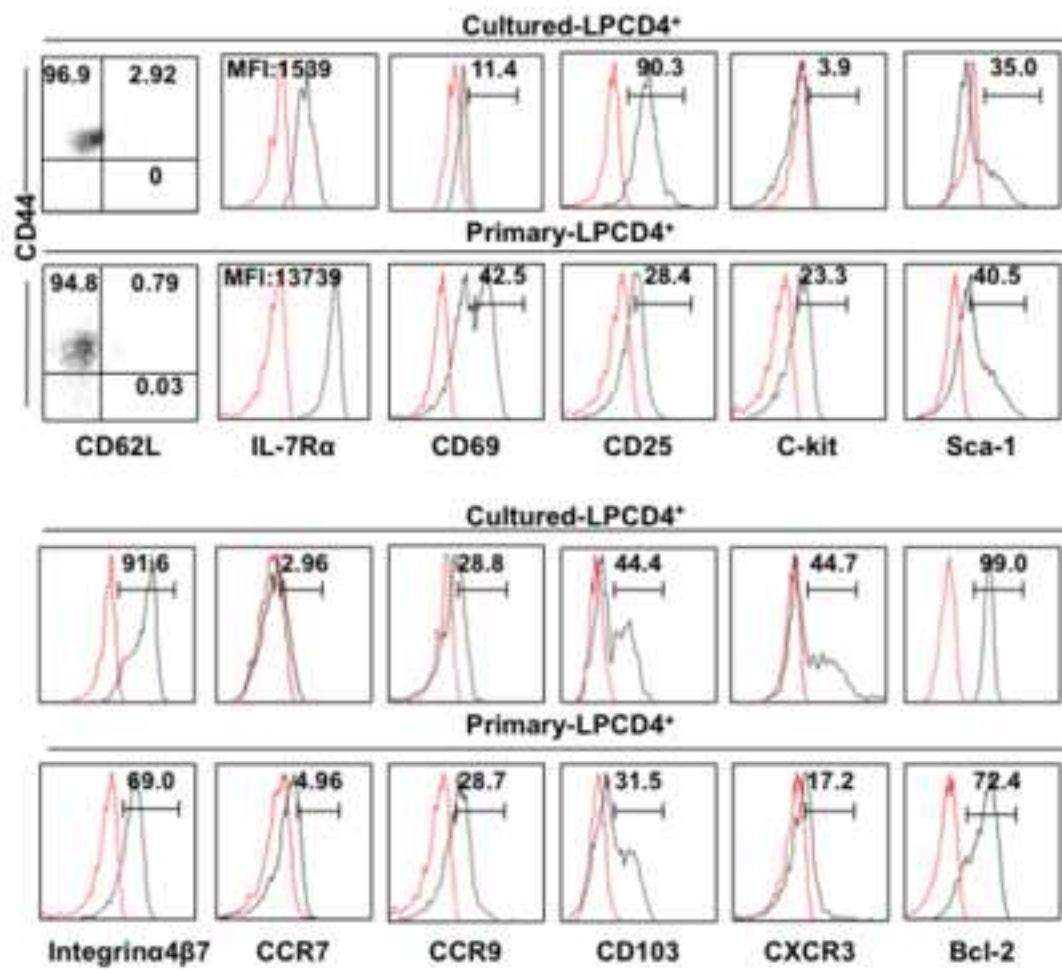 Cultured-LPCD4⁺
96.9 2.92 MFI:1539 11.4 90.3 3.9 35.0
0
CD44
Primary-LPCD4⁺
94.8 0.79 MFI:13739 42.5 28.4 23.3 40.5
0.03
CD62L IL-7Rα CD69 CD25 C-kit Sca-1
Cultured-LPCD4⁺
91.6 2.96 28.8 44.4 44.7 99.0
Primary-LPCD4⁺
69.0 4.96 28.7 31.5 17.2 72.4
Integrinα4β7 CCR7 CCR9 CD103 CXCR3 Bcl-2